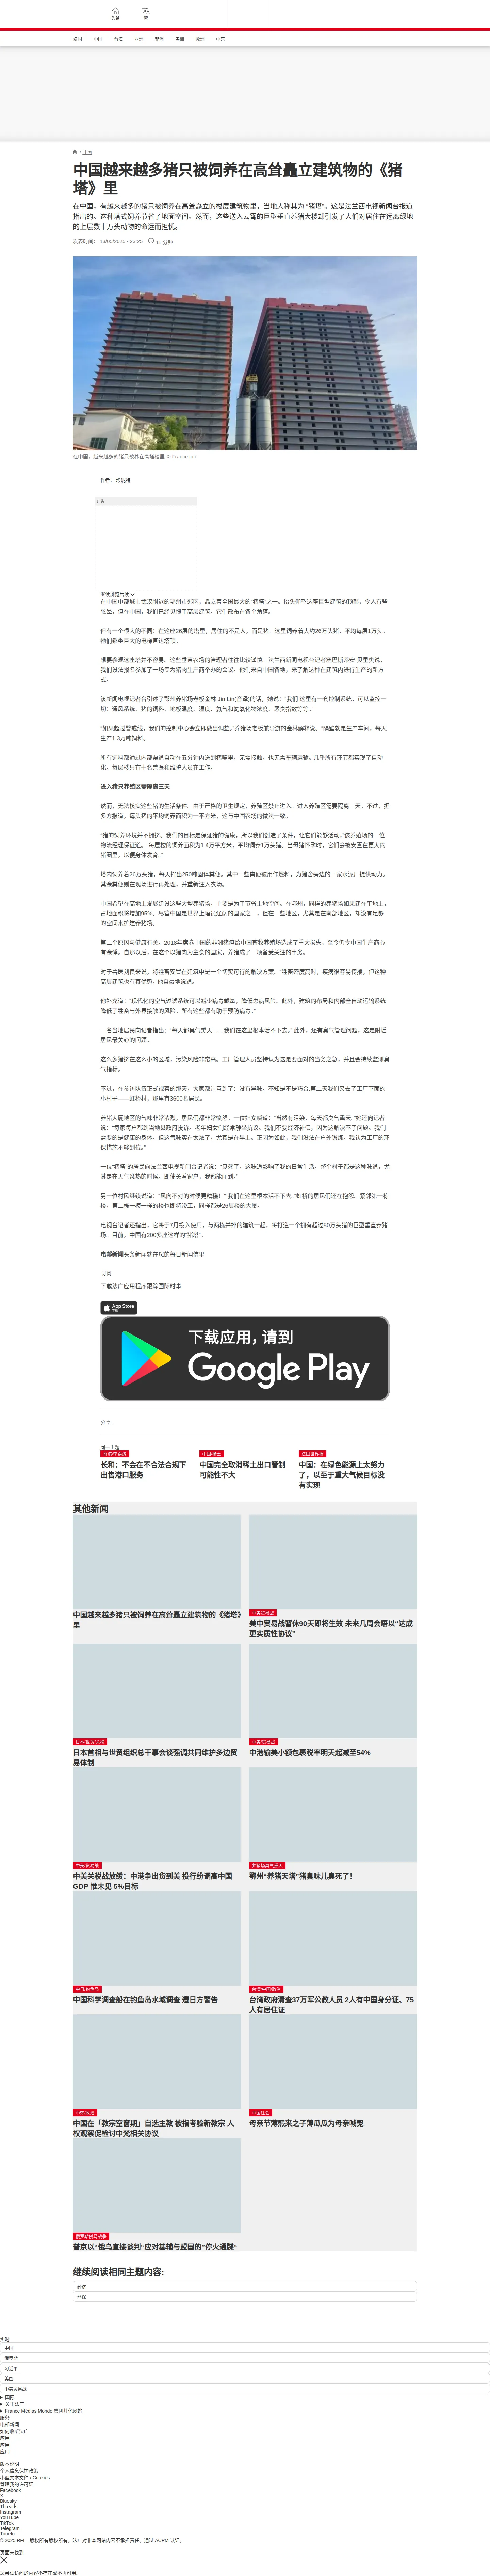 头条
繁
法国
中国
台海
亚洲
非洲
美洲
欧洲
中东
/ 中国
中国越来越多猪只被饲养在高耸矗立建筑物的《猪
塔》里
在中国，有越来越多的猪只被饲养在高耸矗立的楼层建筑物里，当地人称其为 “猪塔”。这是法兰西电视新闻台报道
指出的。这种塔式饲养节省了地面空间。然而，这些送入云霄的巨型垂直养猪大楼却引发了人们对居住在远离绿地
的上层数十万头动物的命运而担忧。
发表时间： 13/05/2025 - 23:25
11 分钟
在中国，越来越多的猪只被养在高塔楼里 © France info
作者： 珍妮特
广告
继续浏览后续
在中国中部城市武汉附近的鄂州市郊区，矗立着全国最大的“猪塔”之一。抬头仰望这座巨型建筑的顶部，令人有些
眩晕，但在中国，我们已经见惯了高层建筑。它们散布在各个角落。
但有一个很大的不同：在这座26层的塔里，居住的不是人，而是猪。这里饲养着大约26万头猪，平均每层1万头。
牠们乘坐巨大的电梯直达塔顶。
想要参观这座塔并不容易。这些垂直农场的管理者往往比较谨慎。法兰西新闻电视台记者塞巴斯蒂安·贝里奥说，
我们设法报名参加了一场专为猪肉生产商举办的会议。他们来自中国各地，来了解这种在建筑内进行生产的新方
式。
该新闻电视记者台引述了鄂州养猪场老板金林 Jin Lin(音译)的话，她说：“我们 这里有一套控制系统，可以监控一
切：通风系统、猪的饲料、地板温度、湿度、氨气和氮氧化物浓度、恶臭指数等等。”
“如果超过警戒线，我们的控制中心会立即做出调整，”养猪场老板兼导游的金林解释说。“隔壁就是生产车间，每天
生产1.3万吨饲料。
所有饲料都通过内部渠道自动在五分钟内送到猪嘴里，无需接触，也无需车辆运输。”几乎所有环节都实现了自动
化。每层楼只有十名兽医和维护人员在工作。
进入猪只养殖区需隔离三天
然而，无法核实这些猪的生活条件。由于严格的卫生规定，养殖区禁止进入。进入养殖区需要隔离三天。不过，据
多方报道，每头猪的平均饲养面积为一平方米，这与中国农场的做法一致。
“猪的饲养环境并不拥挤。我们的目标是保证猪的健康，所以我们创造了条件，让它们能够活动，”该养殖场的一位
物流经理保证道。“每层楼的饲养面积为1.4万平方米，平均饲养1万头猪。当母猪怀孕时，它们会被安置在更大的
猪圈里，以便身体发育。”
塔内饲养着26万头猪，每天排出250吨固体粪便。其中一些粪便被用作燃料，为猪舍旁边的一家水泥厂提供动力。
其余粪便则在现场进行再处理，并重新注入农场。
中国希望在高地上发展建设这些大型养猪场，主要是为了节省土地空间。在鄂州，同样的养猪场如果建在平地上，
占地面积将增加95%。尽管中国是世界上幅员辽阔的国家之一，但在一些地区，尤其是在南部地区，却没有足够
的空间来扩建养猪场。
第二个原因与健康有关。2018年席卷中国的非洲猪瘟给中国畜牧养殖场造成了重大损失，至今仍令中国生产商心
有余悸。自那以后，在这个以猪肉为主食的国家，养猪成了一项备受关注的事务。
对于兽医刘具来说，将牲畜安置在建筑中是一个切实可行的解决方案。“牲畜密度高时，疾病很容易传播，但这种
高层建筑也有其优势，”他自豪地说道。
他补充道：“现代化的空气过滤系统可以减少病毒载量，降低患病风险。此外，建筑的布局和内部全自动运输系统
降低了牲畜与外界接触的风险。所有这些都有助于预防病毒。”
一名当地居民向记者指出：“每天都臭气熏天……我们在这里根本活不下去。” 此外，还有臭气管理问题，这是附近
居民最关心的问题。
这么多猪挤在这么小的区域，污染风险非常高。工厂管理人员坚持认为这是要面对的当务之急，并且会持续监测臭
气指标。
不过，在参访队伍正式视察的那天，大家都注意到了：没有异味。不知是不是巧合,第二天我们又去了工厂下面的
小村子——虹桥村，那里有3600名居民。
养猪大厦地区的气味非常浓烈，居民们都非常愤怒。一位妇女喊道：“当然有污染，每天都臭气熏天。”她还向记者
说：“每家每户都到当地县政府投诉。老年妇女们经常静坐抗议。我们不要经济补偿，因为这解决不了问题。我们
需要的是健康的身体。但这气味实在太浓了，尤其是在早上。正因为如此，我们没法在户外锻炼。我认为工厂的环
保措施不够到位。”
一位“猪塔”的居民向法兰西电视新闻台记者说：“臭死了，这味道影响了我的日常生活。整个村子都是这种味道，尤
其是在天气炎热的时候。即使关着窗户，我都能闻到。”
另一位村民继续说道：“风向不对的时候更糟糕！”“我们在这里根本活不下去。”虹桥的居民们还在抱怨。紧邻第一栋
楼，第二栋一模一样的楼也即将竣工，同样都是26层楼的大厦。
电视台记者还指出，它将于7月投入使用，与两栋并排的建筑一起，将打造一个拥有超过50万头猪的巨型垂直养猪
场。目前，中国有200多座这样的“猪塔”。
电邮新闻头条新闻就在您的每日新闻信里
订阅
下载法广应用程序跟踪国际时事
App Store
下载
下载应用，请到
Google Play
分享 :
同一主题
香港/李嘉诚
长和：不会在不合法合规下
出售港口服务
中国/稀土
中国完全取消稀土出口管制
可能性不大
法国世界报
中国：在绿色能源上太努力
了，以至于重大气候目标没
有实现
其他新闻
中国越来越多猪只被饲养在高耸矗立建筑物的《猪塔》
里
中美贸易战
美中贸易战暂休90天即将生效 未来几周会晤以“达成
更实质性协议”
日本/世贸/关税
日本首相与世贸组织总干事会谈强调共同维护多边贸
易体制
中美/贸易战
中港输美小额包裹税率明天起减至54%
中美/贸易战
中美关税战放缓：中港争出货到美 投行纷调高中国
GDP 惟未见 5%目标
养猪场臭气熏天
鄂州“养猪天塔”猪臭味儿臭死了！
中日/钓鱼岛
中国科学调查船在钓鱼岛水域调查 遭日方警告
台湾/中国/政治
台湾政府清查37万军公教人员 2人有中国身分证、75
人有居住证
中梵/政治
中国在「教宗空窗期」自选主教 被指考验新教宗 人
权观察促检讨中梵相关协议
中国社会
母亲节薄熙来之子薄瓜瓜为母亲喊冤
俄罗斯侵乌战争
普京以"俄乌直接谈判"应对基辅与盟国的"停火通牒"
继续阅读相同主题内容:
经济
环保
实时
中国
俄罗斯
习近平
美国
中美贸易战
国际
关于法广
France Médias Monde 集团其他网站
服务
电邮新闻
如何收听法广
应用
应用
应用
版本说明
个人信息保护政策
小型文本文件 / Cookies
管理我的许可证
Facebook
X
Bluesky
Threads
Instagram
YouTube
TikTok
Telegram
TuneIn
© 2025 RFI – 版权所有版权所有。法广对非本网站内容不承担责任。通过 ACPM 认证。
页面未找到
您尝试访问的内容不存在或不再可用。